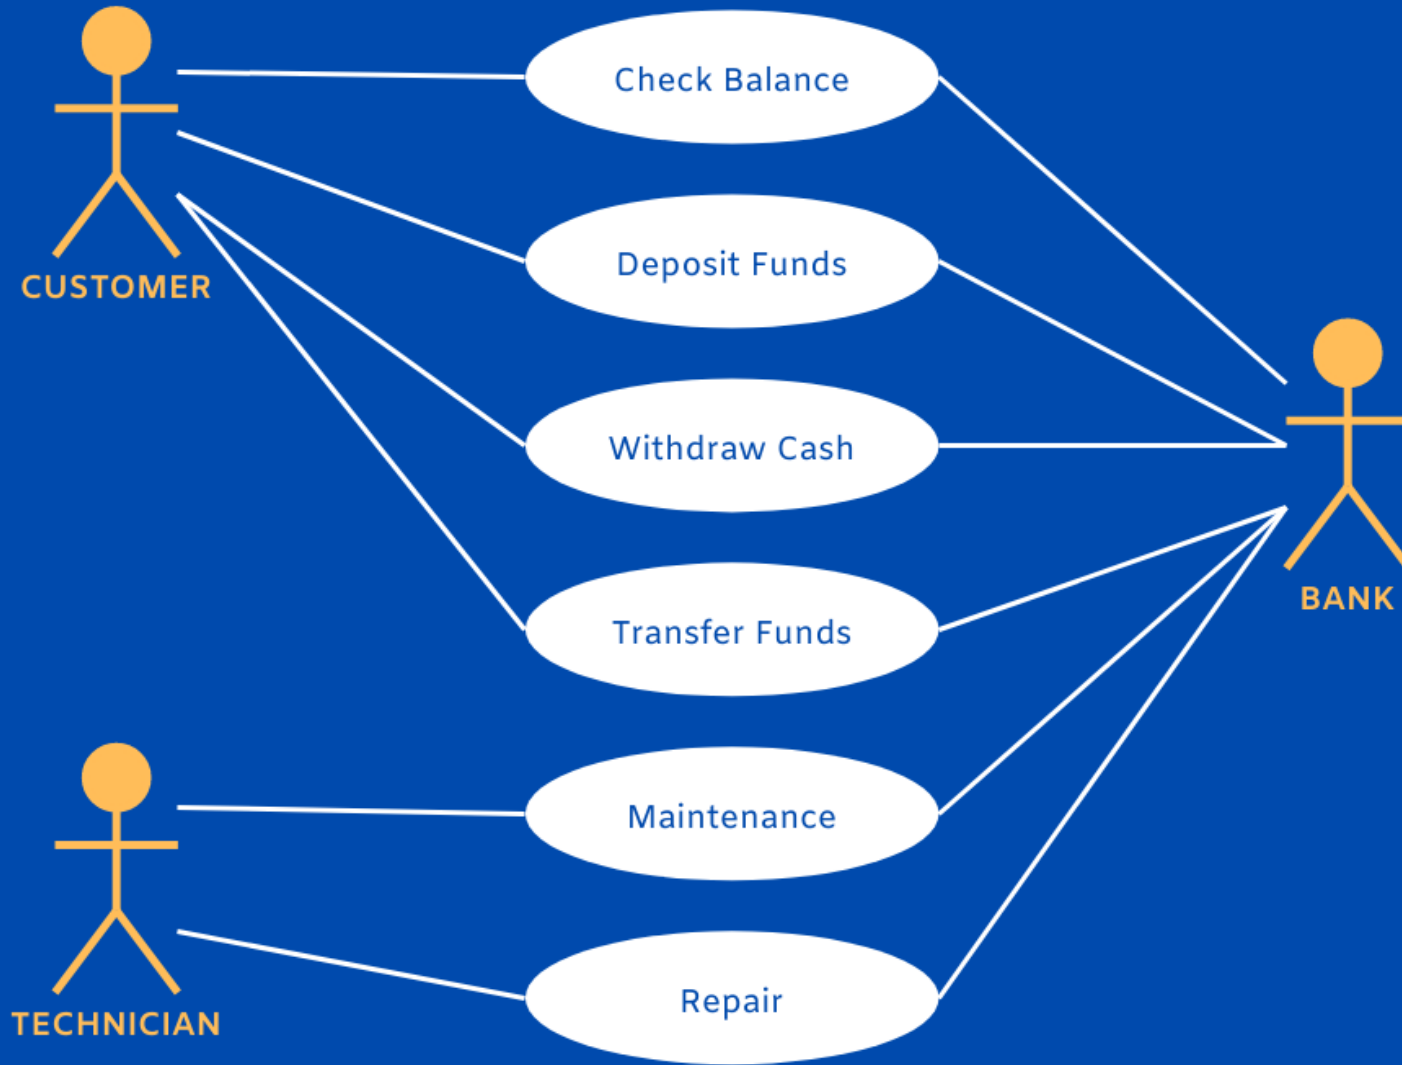 Check Balance
CUSTOMER
Deposit Funds
Withdraw Cash
BANK
Transfer Funds
Maintenance
TECHNICIAN
Repair